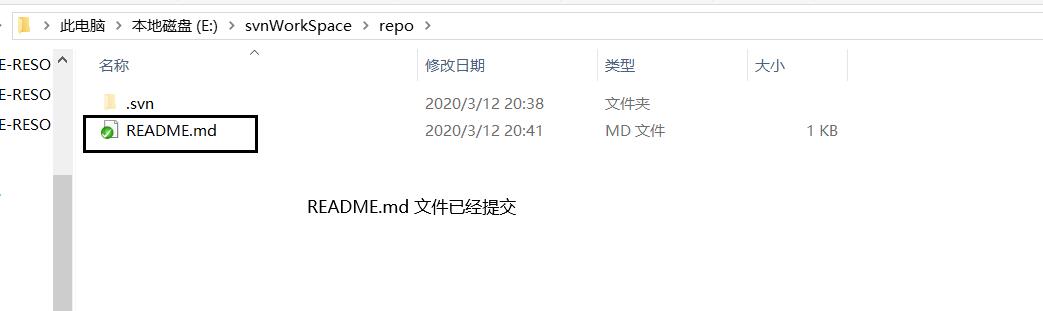 此电脑 > 本地磁盘 (E:) > svnWorkSpace > repo >
E-RESO
E-RESO
E-RESO
名称 修改日期 类型 大小
.svn 2020/3/12 20:38 文件夹
README.md 2020/3/12 20:41 MD 文件 1 KB
README.md 文件已经提交